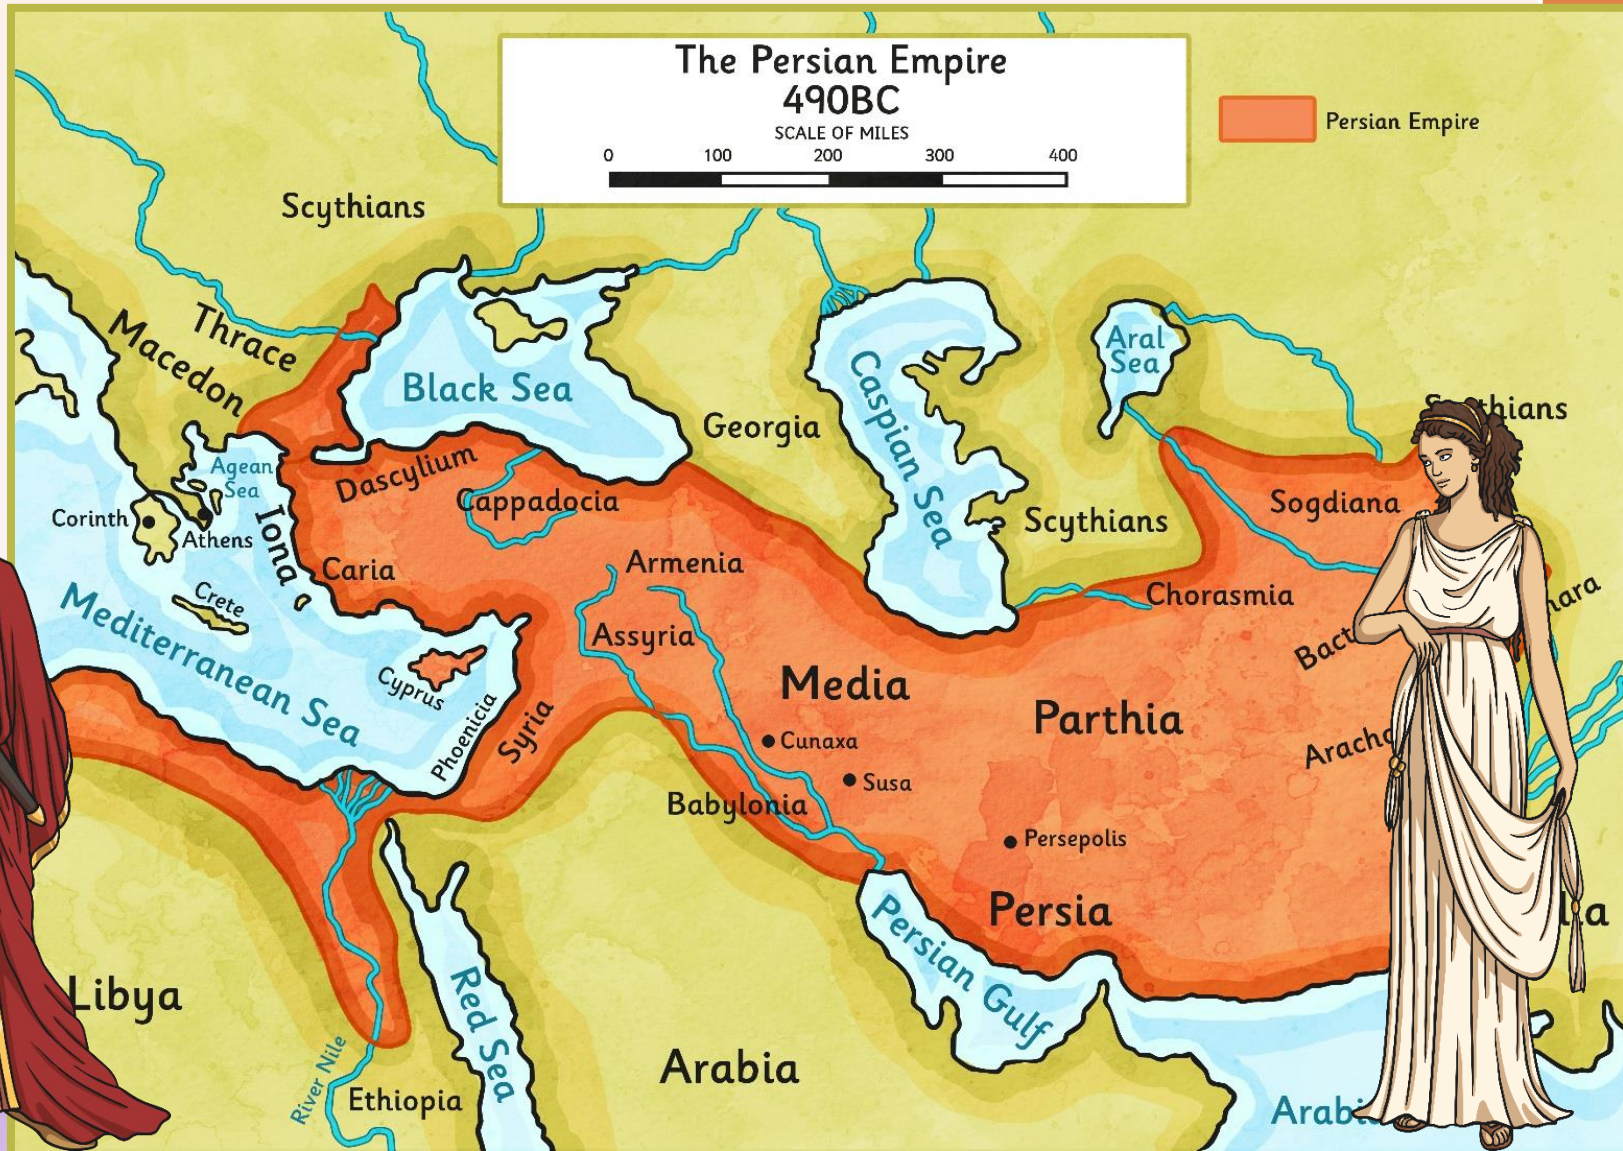 The Persian Empire
490BC
SCALE OF MILES
0 100 200 300 400
Persian Empire
Scythians
Thrace
Macedon
Black Sea
Georgia
Caspian Sea
Aral
Sea
Agean
Sea
Dascylium
Cappadocia
Sogdiana
Corinth
Athens
Iona
Caria
Scythians
Armenia
Chorasmia
Crete
Mediterranean Sea
Assyria
Cyprus
Phoenicia
Syria
Media
Parthia
Cunaxa
Susa
Babylonia
Persepolis
Persia
Persian Gulf
Libya
Red Sea
River Nile
Ethiopia
Arabia